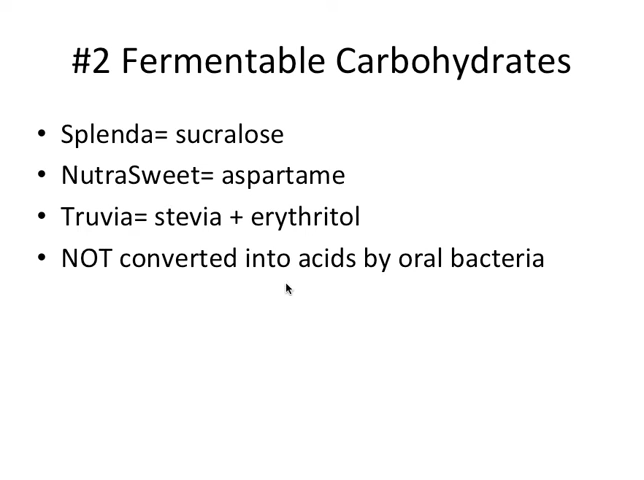 #2 Fermentable Carbohydrates
• Splenda= sucralose
• NutraSweet= aspartame
• Truvia= stevia + erythritol
• NOT converted into acids by oral bacteria